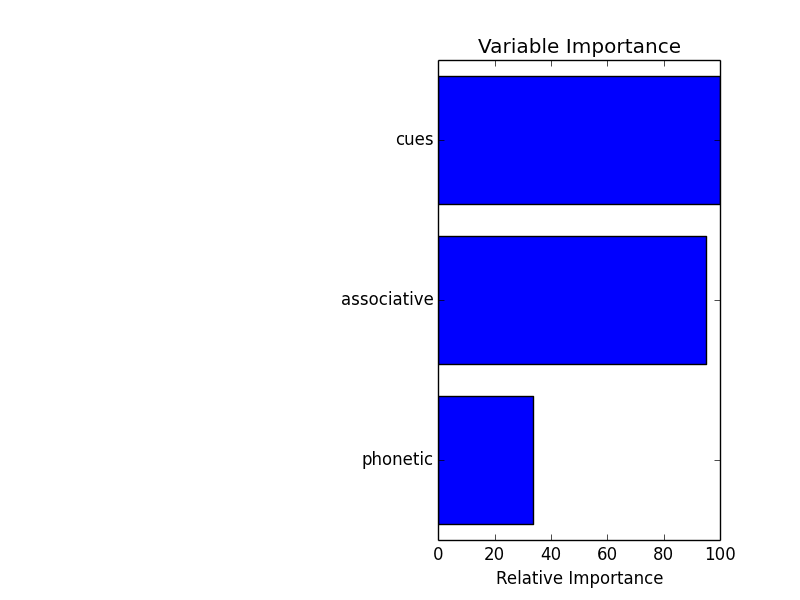 Variable Importance
cues
associative
phonetic
0 20 40 60 80 100
Relative Importance